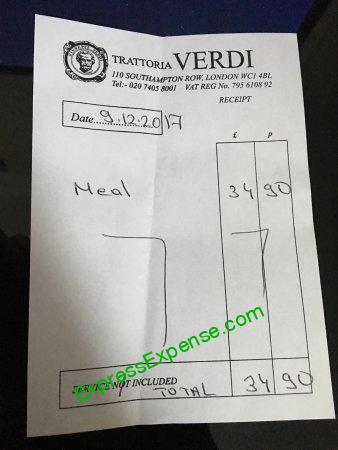 TRATTORIA VERDI
110 SOUTHAMPTON ROW, LONDON WC1 4BL
Tel:- 020 7405 8001 VAT REG No. 795 6108 92
RECEIPT
Date....9.12.2017
£ p
Meal 34 90
ExpressExpense.com
SERVICE NOT INCLUDED
TOTAL 34 90